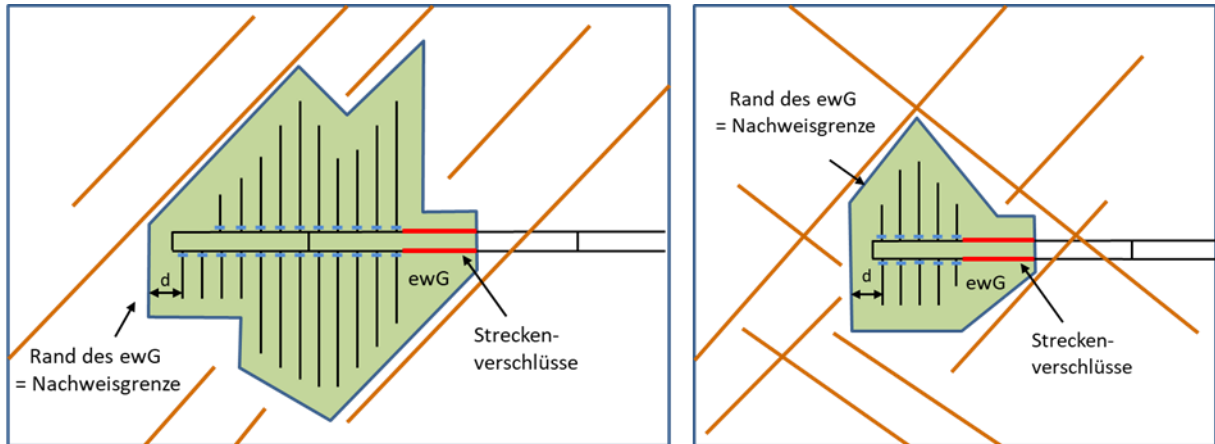 d
ewG
Rand des ewG
= Nachweisgrenze
Strecken-
verschlüsse
Rand des ewG
= Nachweisgrenze
d
ewG
Strecken-
verschlüsse